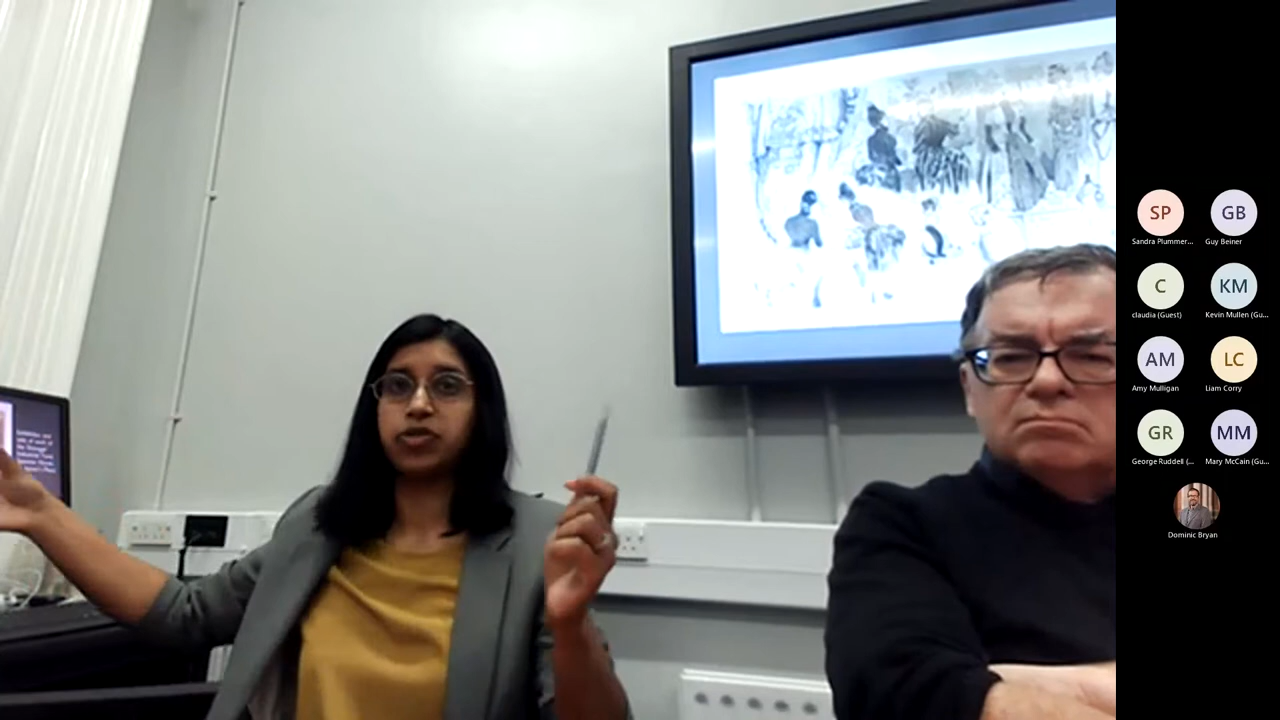 SP
GB
Sandra Plummer...
Guy Beiner
C
KM
claudia (Guest)
Kevin Mullen (Gu...
AM
LC
Amy Mulligan
Liam Corry
GR
MM
George Ruddell (...
Mary McCain (Gu...
Dominic Bryan